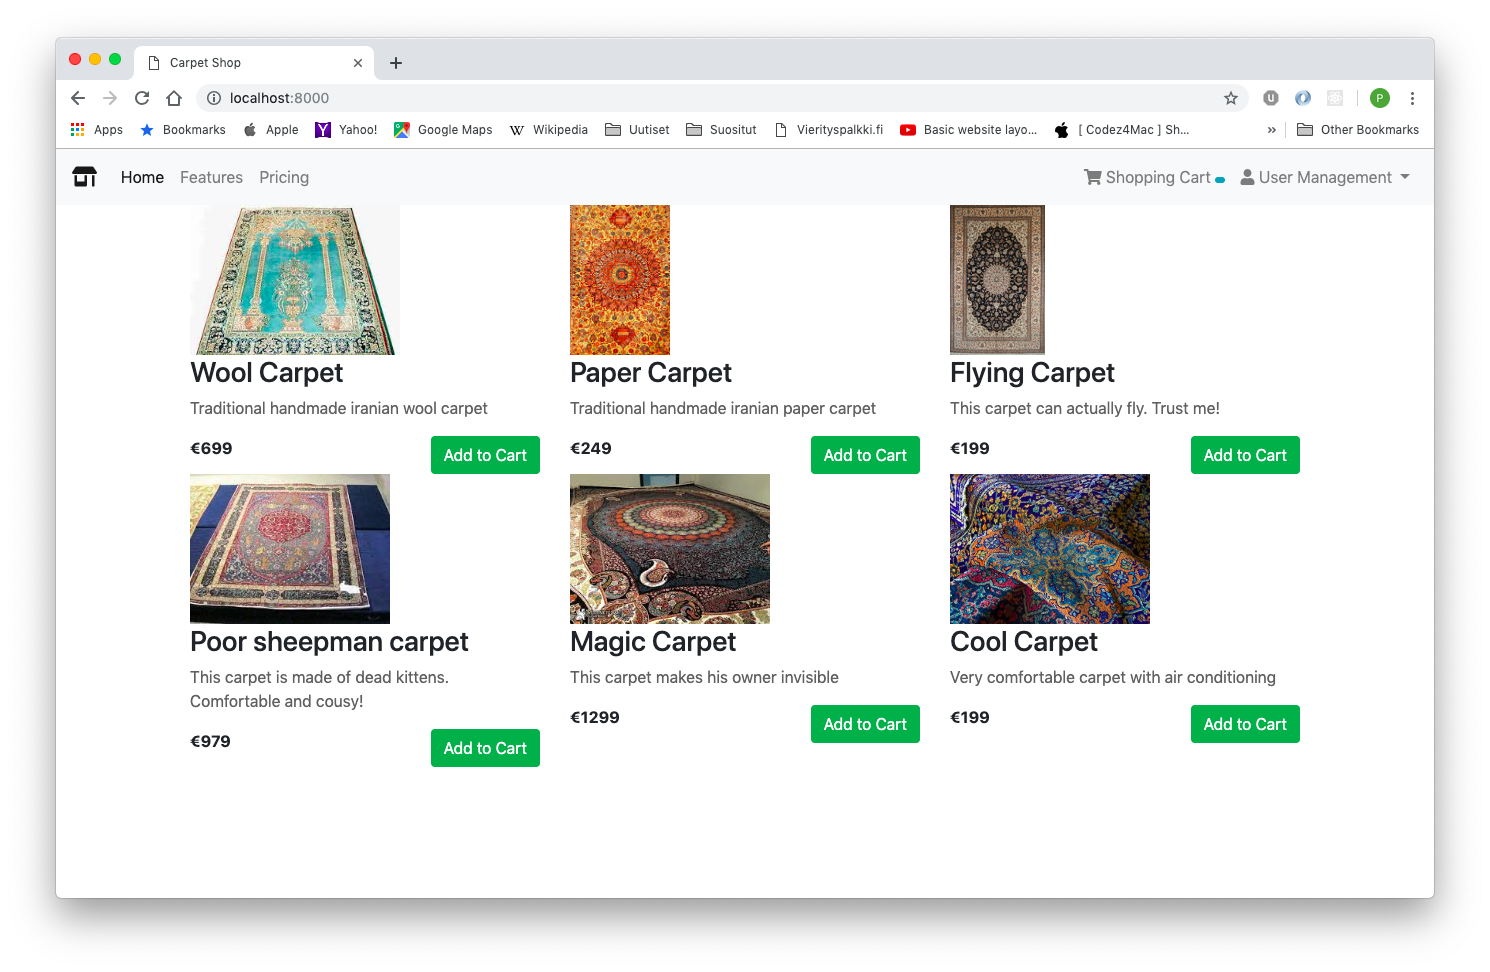 Carpet Shop
localhost:8000
U
P
Apps
Bookmarks
Apple
Yahoo!
Google Maps
W Wikipedia
Uutiset
Suositut
Vierityspalkki.fi
Basic website layo...
[ Codez4Mac ] Sh...
»
Other Bookmarks
Home
Features
Pricing
Shopping Cart
User Management
Wool Carpet
Traditional handmade iranian wool carpet
€699
Add to Cart
Paper Carpet
Traditional handmade iranian paper carpet
€249
Add to Cart
Flying Carpet
This carpet can actually fly. Trust me!
€199
Add to Cart
Poor sheepman carpet
This carpet is made of dead kittens.
Comfortable and cousy!
€979
Add to Cart
Magic Carpet
This carpet makes his owner invisible
€1299
Add to Cart
Cool Carpet
Very comfortable carpet with air conditioning
€199
Add to Cart